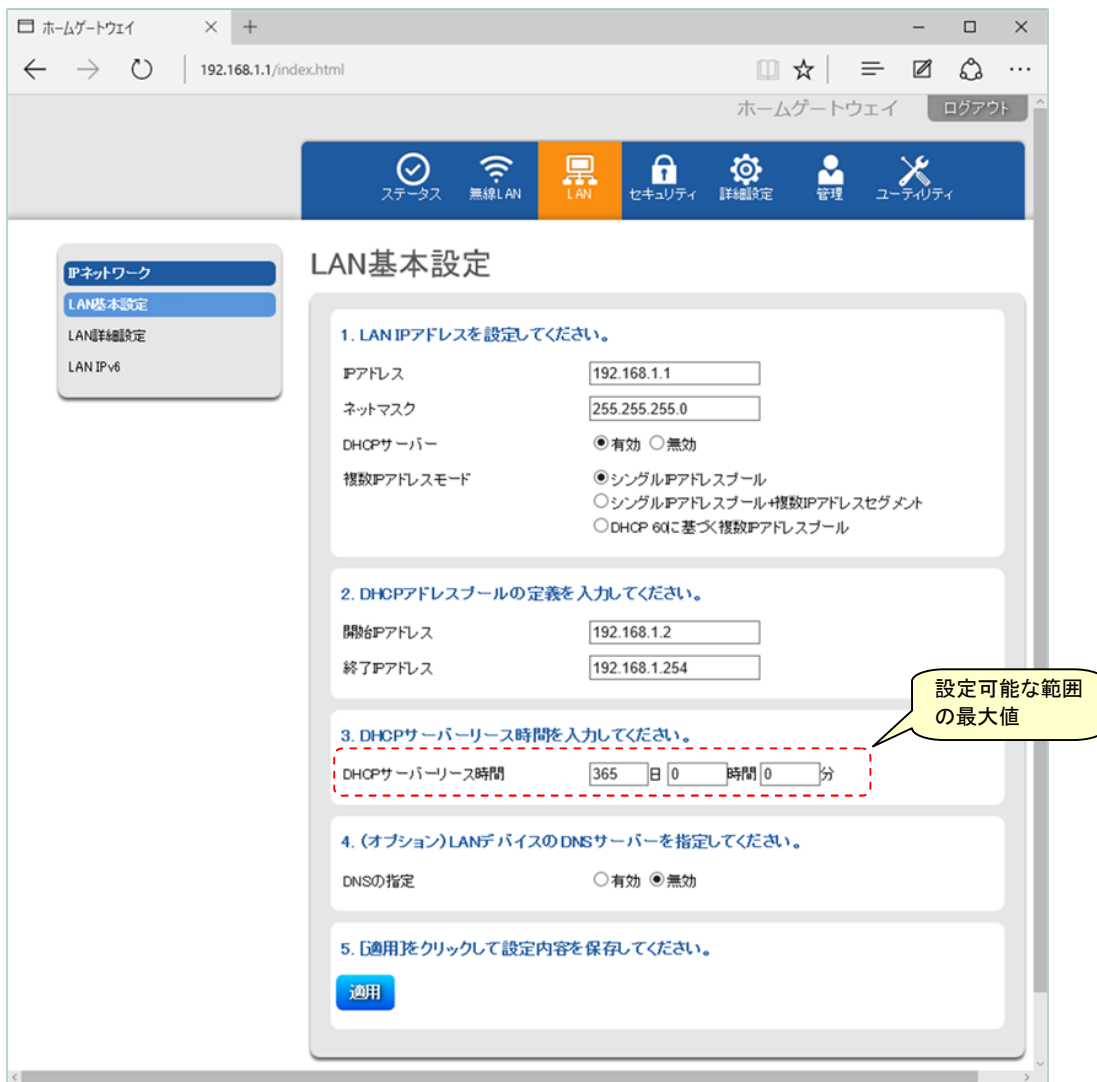 ホームゲートウェイ
192.168.1.1/index.html
ホームゲートウェイ ログアウト
ステータス 無線LAN LAN セキュリティ 詳細設定 管理 ユーティリティ
IPネットワーク
LAN基本設定
LAN詳細設定
LAN IPv6
LAN基本設定
1. LAN IPアドレスを設定してください。
IPアドレス 192.168.1.1
ネットマスク 255.255.255.0
DHCPサーバー 有効 無効
複数IPアドレスモード シングルIPアドレスプール
シングルIPアドレスプール+複数IPアドレスセグメント
DHCP 60に基づく複数IPアドレスプール
2. DHCPアドレスプールの定義を入力してください。
開始IPアドレス 192.168.1.2
終了IPアドレス 192.168.1.254
設定可能な範囲
の最大値
3. DHCPサーバーリース時間を入力してください。
DHCPサーバーリース時間 365 日 0 時間 0 分
4. (オプション)LANデバイスのDNSサーバーを指定してください。
DNSの指定 有効 無効
5. [適用]をクリックして設定内容を保存してください。
適用